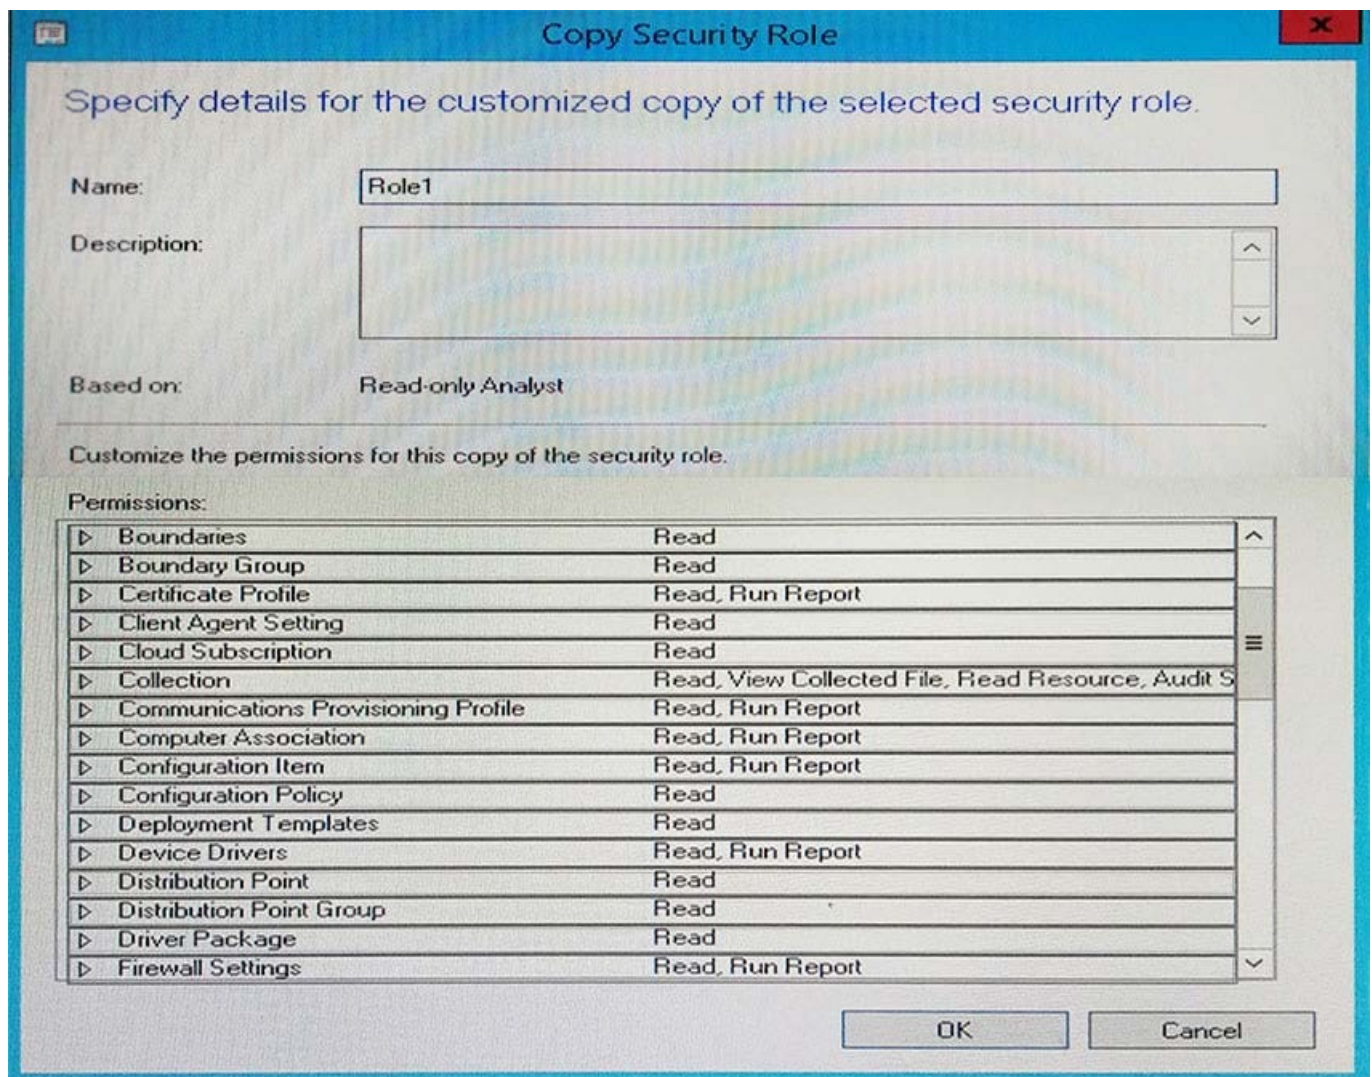 Copy Security Role
Specify details for the customized copy of the selected security role.
Name: Role1
Description:
Based on: Read-only Analyst
Customize the permissions for this copy of the security role.
Permissions:
Boundaries Read
Boundary Group Read
Certificate Profile Read, Run Report
Client Agent Setting Read
Cloud Subscription Read
Collection Read, View Collected File, Read Resource, Audit S
Communications Provisioning Profile Read, Run Report
Computer Association Read, Run Report
Configuration Item Read, Run Report
Configuration Policy Read
Deployment Templates Read
Device Drivers Read, Run Report
Distribution Point Read
Distribution Point Group Read
Driver Package Read
Firewall Settings Read, Run Report
OK Cancel